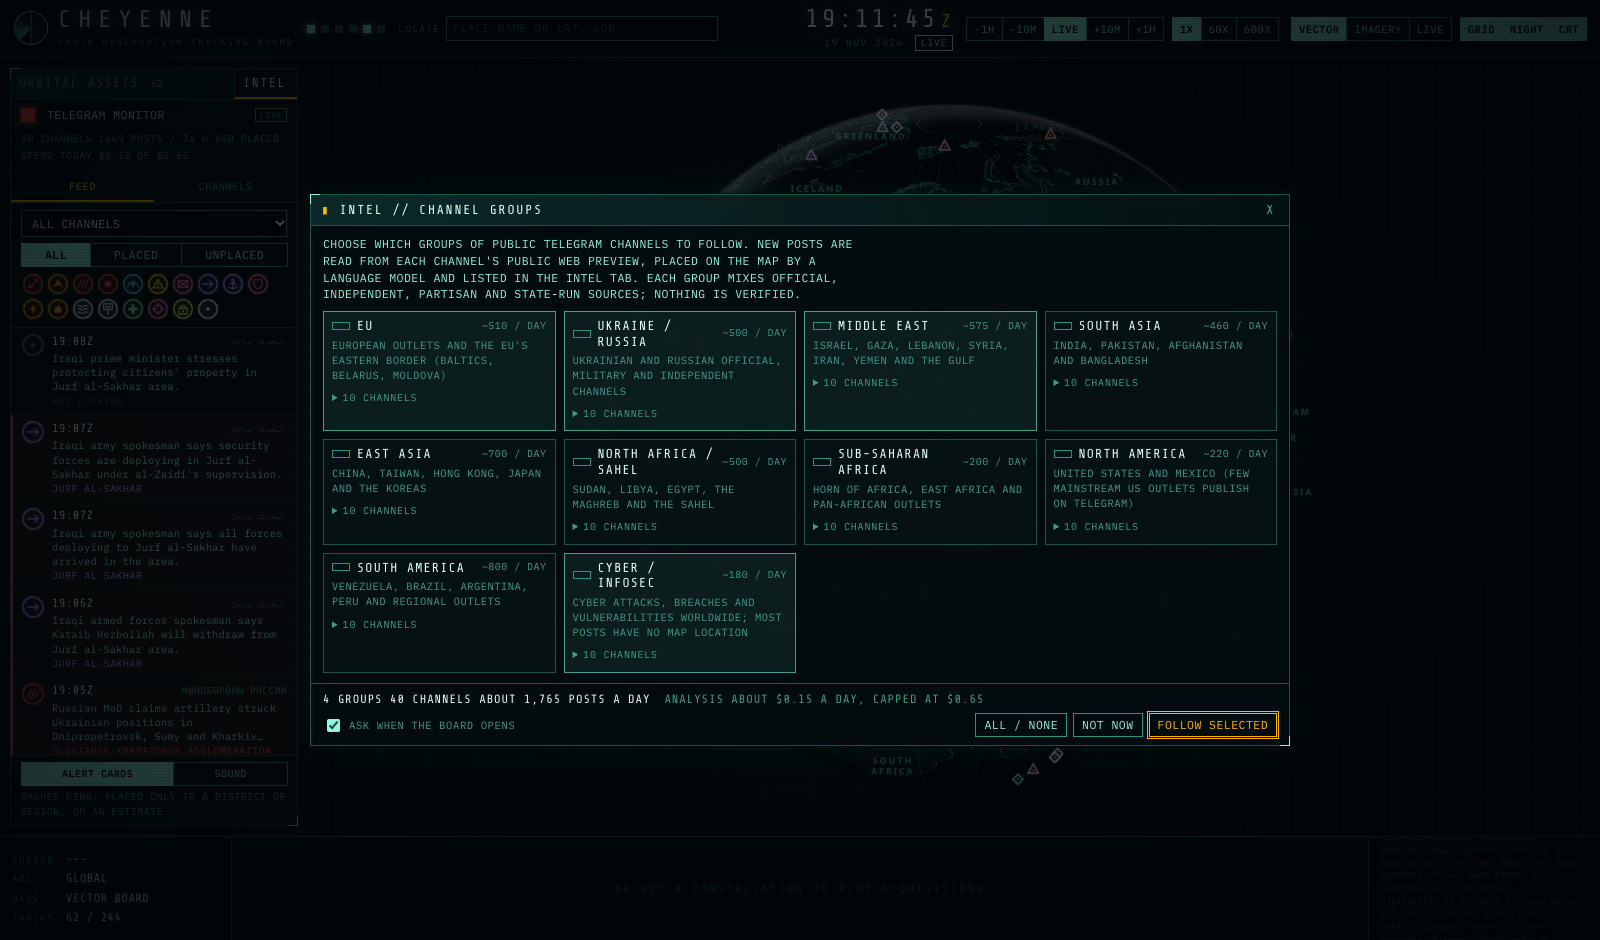 CHEYENNE
EARTH OBSERVATION TRACKING BOARD
LOCATE
PLACE NAME OR LAT, LON
19:11:45 Z
19 NOV 2026 LIVE
-1H -10M LIVE +10M +1H
1X 60X 600X
VECTOR IMAGERY LIVE
GRID NIGHT CRT
ORBITAL ASSETS 62
INTEL
TELEGRAM MONITOR LIVE
40 CHANNELS 1669 POSTS / 24 H 650 PLACED
SPEND TODAY $0.12 OF $0.65
FEED CHANNELS
ALL CHANNELS
ALL PLACED UNPLACED
19:08Z الحدث عاجل
Iraqi prime minister stresses
protecting citizens' property in
Jurf al-Sakhar area.
NOT LOCATED
19:07Z الحدث عاجل
Iraqi army spokesman says security
forces are deploying in Jurf al-
Sakhar under al-Zaidi's supervision.
JURF AL-SAKHAR
19:07Z الحدث عاجل
Iraqi army spokesman says all forces
deploying to Jurf al-Sakhar have
arrived in the area.
JURF AL-SAKHAR
19:06Z الحدث عاجل
Iraqi armed forces spokesman says
Kataib Hezbollah will withdraw from
Jurf al-Sakhar area.
JURF AL-SAKHAR
19:05Z МИНОБОРОНЫ РОССИИ
Russian MoD claims artillery struck
Ukrainian positions in
Dnipropetrovsk, Sumy and Kharkiv…
SLOVIANSK-KRAMATORSK AGGLOMERATION
ALERT CARDS SOUND
DASHED RING: PLACED ONLY TO A DISTRICT OR
REGION, OR AN ESTIMATE.
GREENLAND
ICELAND
RUSSIA
INTEL // CHANNEL GROUPS X
CHOOSE WHICH GROUPS OF PUBLIC TELEGRAM CHANNELS TO FOLLOW. NEW POSTS ARE
READ FROM EACH CHANNEL'S PUBLIC WEB PREVIEW, PLACED ON THE MAP BY A
LANGUAGE MODEL AND LISTED IN THE INTEL TAB. EACH GROUP MIXES OFFICIAL,
INDEPENDENT, PARTISAN AND STATE-RUN SOURCES; NOTHING IS VERIFIED.
EU ~510 / DAY
EUROPEAN OUTLETS AND THE EU'S
EASTERN BORDER (BALTICS,
BELARUS, MOLDOVA)
10 CHANNELS
UKRAINE /
RUSSIA
~500 / DAY
UKRAINIAN AND RUSSIAN OFFICIAL,
MILITARY AND INDEPENDENT
CHANNELS
10 CHANNELS
MIDDLE EAST ~575 / DAY
ISRAEL, GAZA, LEBANON, SYRIA,
IRAN, YEMEN AND THE GULF
10 CHANNELS
SOUTH ASIA ~460 / DAY
INDIA, PAKISTAN, AFGHANISTAN
AND BANGLADESH
10 CHANNELS
EAST ASIA ~700 / DAY
CHINA, TAIWAN, HONG KONG, JAPAN
AND THE KOREAS
10 CHANNELS
NORTH AFRICA /
SAHEL
~500 / DAY
SUDAN, LIBYA, EGYPT, THE
MAGHREB AND THE SAHEL
10 CHANNELS
SUB-SAHARAN
AFRICA
~200 / DAY
HORN OF AFRICA, EAST AFRICA AND
PAN-AFRICAN OUTLETS
10 CHANNELS
NORTH AMERICA ~220 / DAY
UNITED STATES AND MEXICO (FEW
MAINSTREAM US OUTLETS PUBLISH
ON TELEGRAM)
10 CHANNELS
SOUTH AMERICA ~800 / DAY
VENEZUELA, BRAZIL, ARGENTINA,
PERU AND REGIONAL OUTLETS
10 CHANNELS
CYBER /
INFOSEC
~180 / DAY
CYBER ATTACKS, BREACHES AND
VULNERABILITIES WORLDWIDE; MOST
POSTS HAVE NO MAP LOCATION
10 CHANNELS
4 GROUPS 40 CHANNELS ABOUT 1,765 POSTS A DAY ANALYSIS ABOUT $0.15 A DAY, CAPPED AT $0.65
ASK WHEN THE BOARD OPENS
ALL / NONE NOT NOW FOLLOW SELECTED
SOUTH
AFRICA
CURSOR ---
AOI GLOBAL
BASE VECTOR BOARD
TRACKS 62 / 244
SELECT A CONSTELLATION TO PLOT ACQUISITIONS